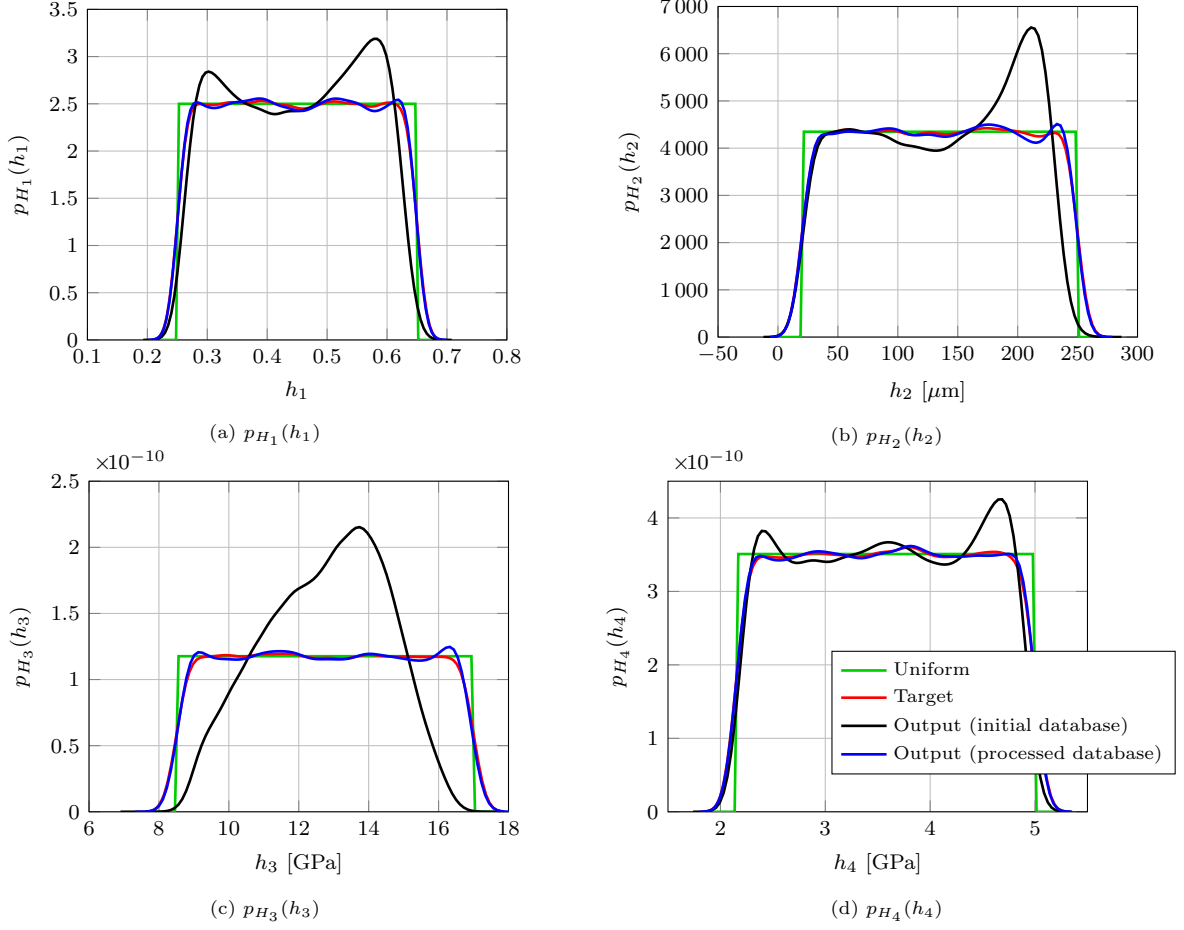 3.5
3
2.5
2
1.5
1
0.5
0
0.1 0.2 0.3 0.4 0.5 0.6 0.7 0.8
p_{H_1}(h_1)
h_1
(a) p_{H_1}(h_1)
7 000
6 000
5 000
4 000
3 000
2 000
1 000
0
−50 0 50 100 150 200 250 300
p_{H_2}(h_2)
h_2 [μm]
(b) p_{H_2}(h_2)
×10^{−10}
2.5
2
1.5
1
0.5
0
6 8 10 12 14 16 18
p_{H_3}(h_3)
h_3 [GPa]
(c) p_{H_3}(h_3)
×10^{−10}
4
3
2
1
0
2 3 4 5
p_{H_4}(h_4)
h_4 [GPa]
Uniform
Target
Output (initial database)
Output (processed database)
(d) p_{H_4}(h_4)